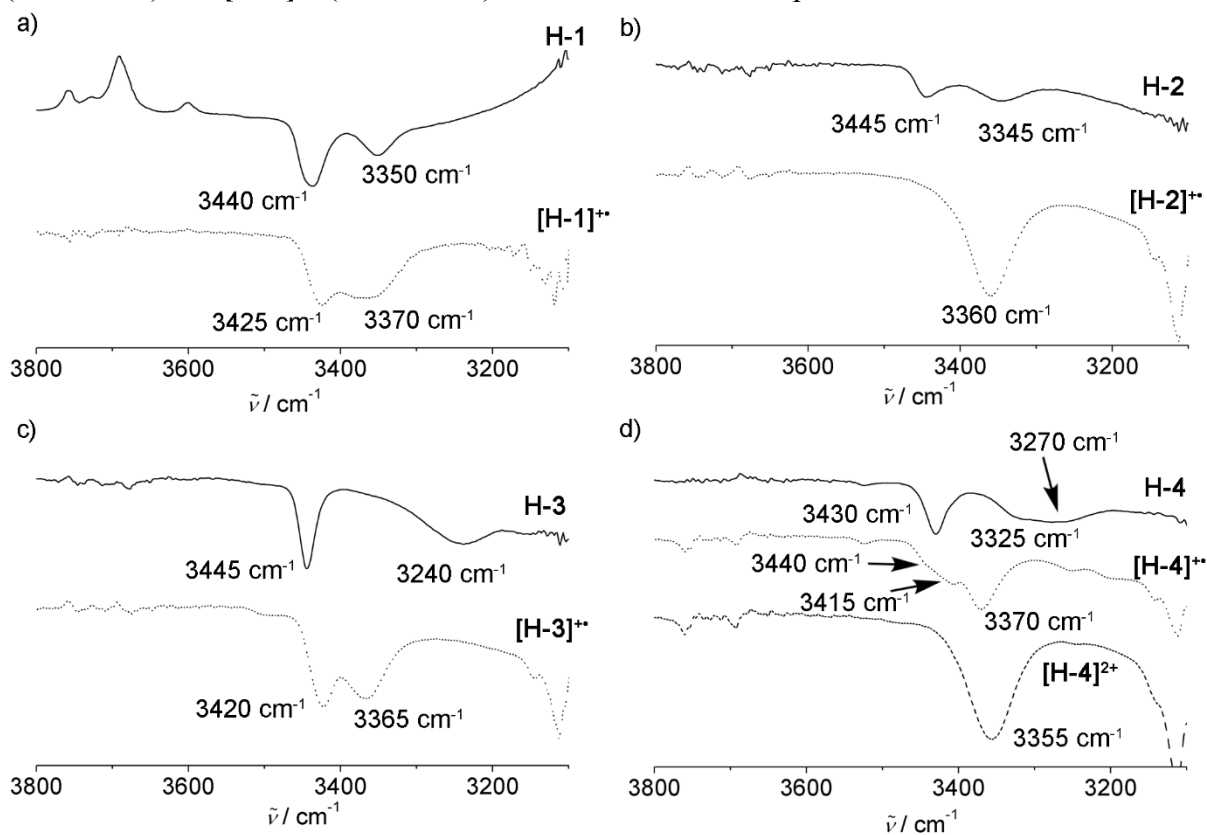 a)
H-1
3440 cm⁻¹
3350 cm⁻¹
[H-1]⁺•
3425 cm⁻¹
3370 cm⁻¹
3800 3600 3400 3200
ṽ / cm⁻¹
b)
H-2
3445 cm⁻¹
3345 cm⁻¹
[H-2]⁺•
3360 cm⁻¹
3800 3600 3400 3200
ṽ / cm⁻¹
c)
H-3
3445 cm⁻¹
3240 cm⁻¹
[H-3]⁺•
3420 cm⁻¹
3365 cm⁻¹
3800 3600 3400 3200
ṽ / cm⁻¹
d)
3270 cm⁻¹
H-4
3430 cm⁻¹
3325 cm⁻¹
[H-4]⁺•
3440 cm⁻¹
3415 cm⁻¹
3370 cm⁻¹
[H-4]²⁺
3355 cm⁻¹
3800 3600 3400 3200
ṽ / cm⁻¹